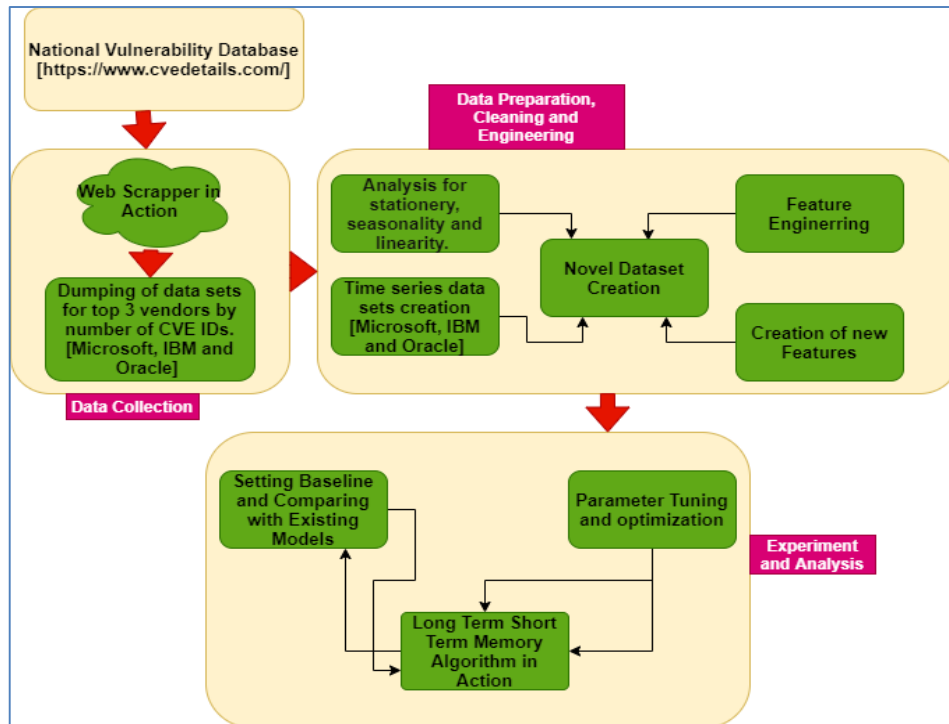 National Vulnerability Database
[https://www.cvedetails.com/]
Web Scrapper in
Action
Dumping of data sets
for top 3 vendors by
number of CVE IDs.
[Microsoft, IBM and
Oracle]
Data Collection
Data Preparation,
Cleaning and
Engineering
Analysis for
stationery,
seasonality and
linearity.
Feature
Enginerring
Novel Dataset
Creation
Time series data
sets creation
[Microsoft, IBM
and Oracle]
Creation of new
Features
Setting Baseline
and Comparing
with Existing
Models
Parameter Tuning
and optimization
Experiment
and Analysis
Long Term Short
Term Memory
Algorithm in
Action